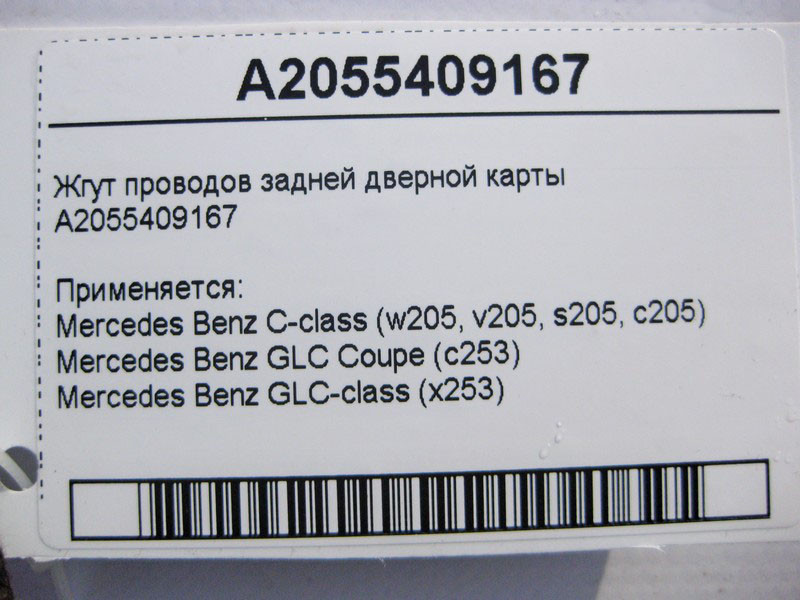 A2055409167
Жгут проводов задней дверной карты
A2055409167
Применяется:
Mercedes Benz C-class (w205, v205, s205, c205)
Mercedes Benz GLC Coupe (c253)
Mercedes Benz GLC-class (x253)